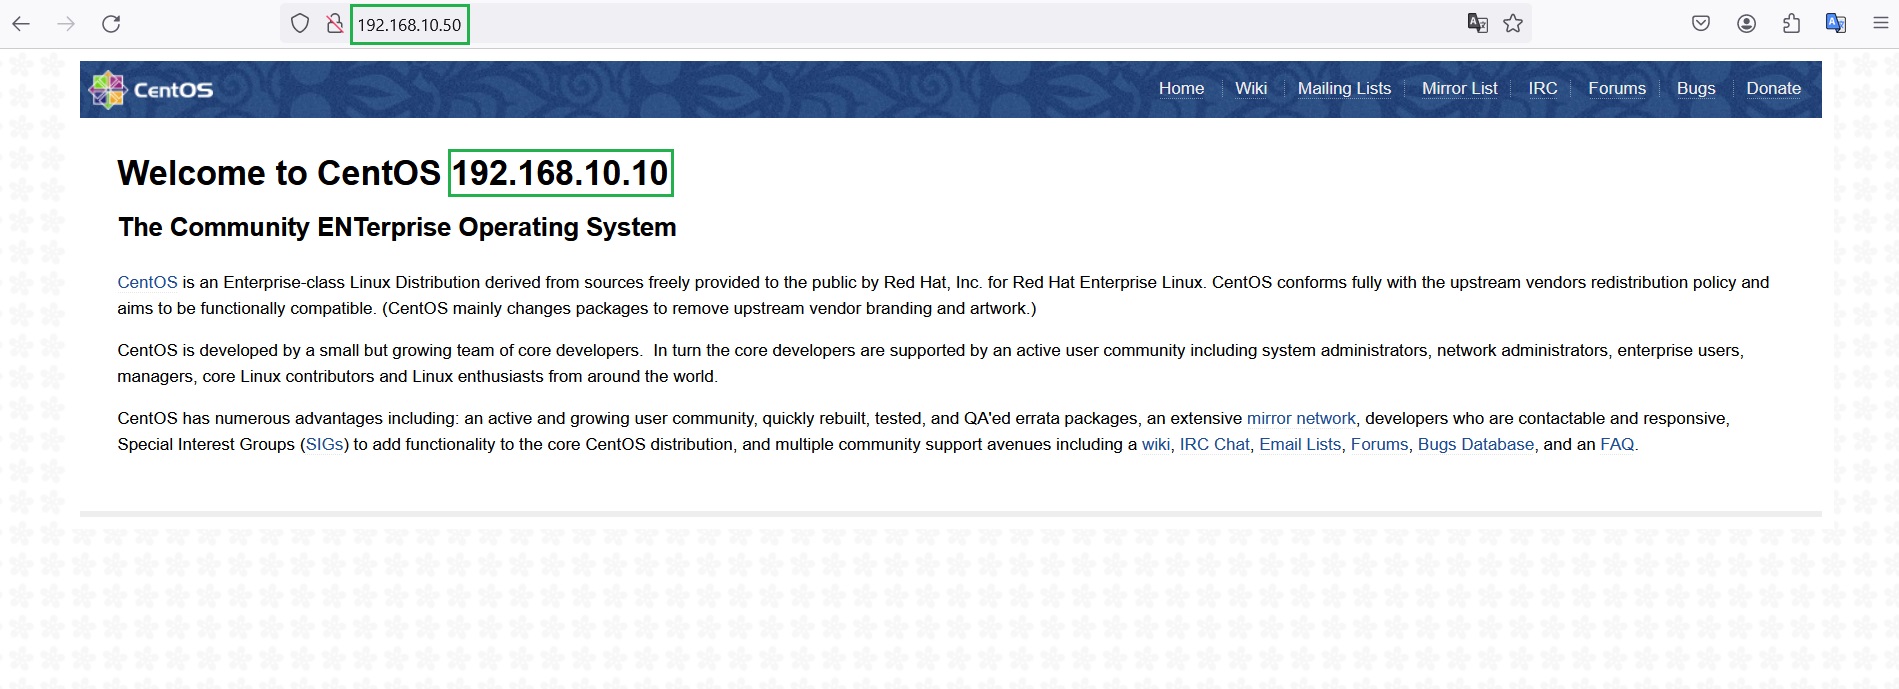 192.168.10.50
CentOS
Home Wiki Mailing Lists Mirror List IRC Forums Bugs Donate
Welcome to CentOS 192.168.10.10
The Community ENTerprise Operating System
CentOS is an Enterprise-class Linux Distribution derived from sources freely provided to the public by Red Hat, Inc. for Red Hat Enterprise Linux. CentOS conforms fully with the upstream vendors redistribution policy and
aims to be functionally compatible. (CentOS mainly changes packages to remove upstream vendor branding and artwork.)
CentOS is developed by a small but growing team of core developers.  In turn the core developers are supported by an active user community including system administrators, network administrators, enterprise users,
managers, core Linux contributors and Linux enthusiasts from around the world.
CentOS has numerous advantages including: an active and growing user community, quickly rebuilt, tested, and QA'ed errata packages, an extensive mirror network, developers who are contactable and responsive,
Special Interest Groups (SIGs) to add functionality to the core CentOS distribution, and multiple community support avenues including a wiki, IRC Chat, Email Lists, Forums, Bugs Database, and an FAQ.